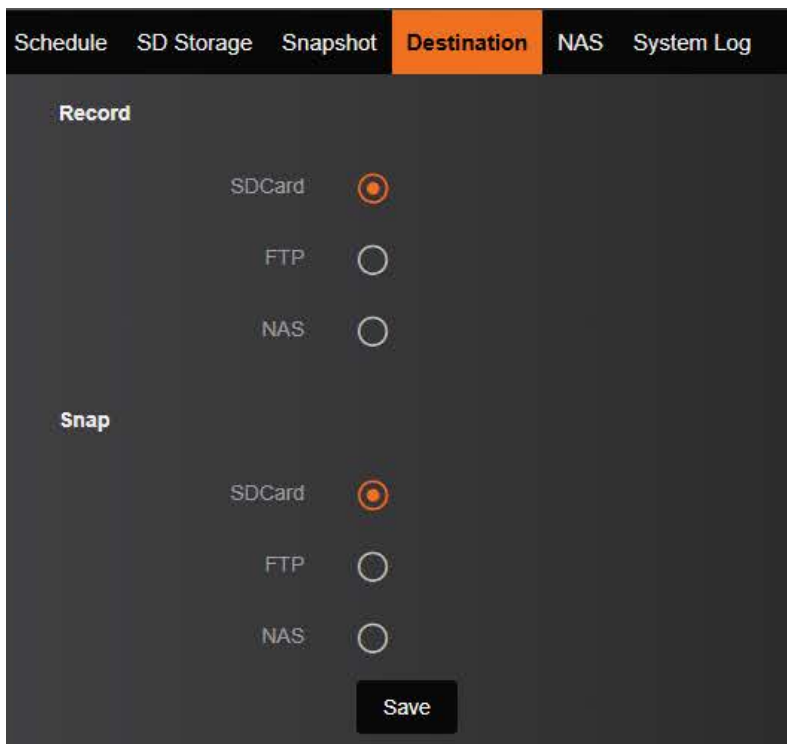 Schedule SD Storage Snapshot Destination NAS System Log
Record
SDCard
FTP
NAS
Snap
SDCard
FTP
NAS
Save